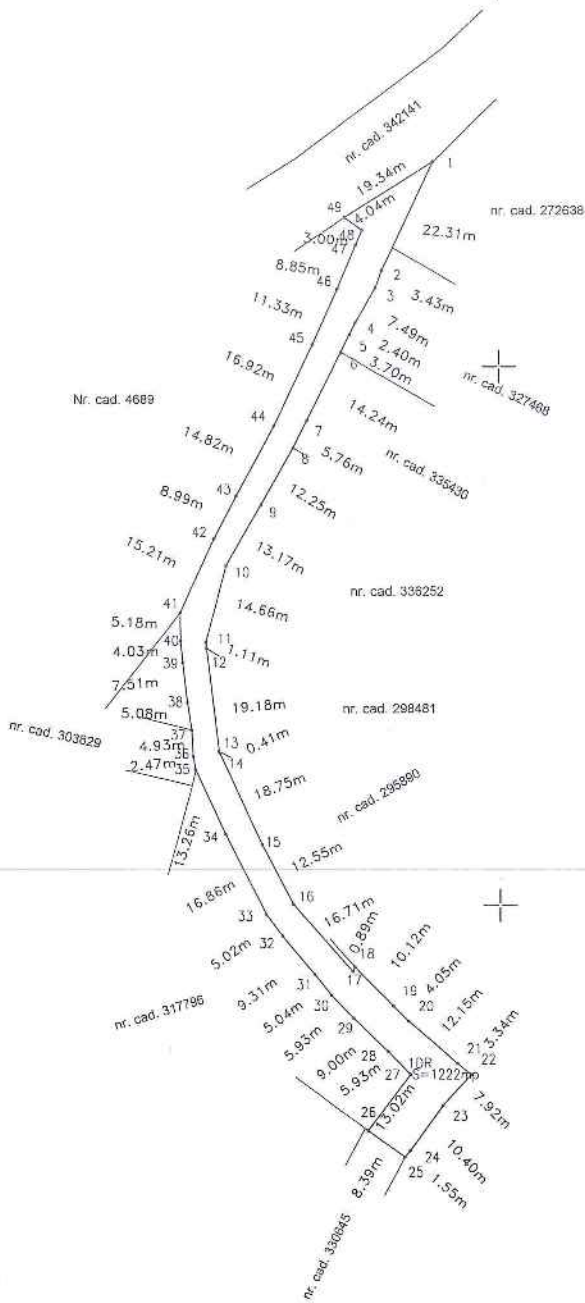 nr. cad. 342141
1
19.34m
49
4.04m
nr. cad. 272638
48
3.00m
47
22.31m
8.85m
46
2
3
3.43m
11.33m
4
7.49m
45
5
2.40m
6
3.70m
16.92m
nr. cad. 327468
Nr. cad. 4689
14.24m
44
7
14.82m
8
5.76m
nr. cad. 335430
43
9
12.25m
8.99m
42
15.21m
13.17m
10
14.66m
nr. cad. 336252
41
5.18m
11
40
1.11m
4.03m
12
39
7.51m
38
19.18m
nr. cad. 298481
5.08m
nr. cad. 303829
37
13
0.41m
4.93m
36
14
2.47m
35
18.75m
nr. cad. 295890
34
15
13.26m
12.55m
16
16.86m
33
16.71m
0.89m
18
32
10.12m
5.02m
17
31
19
4.05m
9.31m
20
nr. cad. 317796
30
5.04m
29
12.15m
5.93m
3.34m
28
21
9.00m
1DR
22
27
S=1222mp
5.93m
7.92m
26
13.02m
23
24
10.40m
25
8.39m
1.55m
nr. cad. 330645